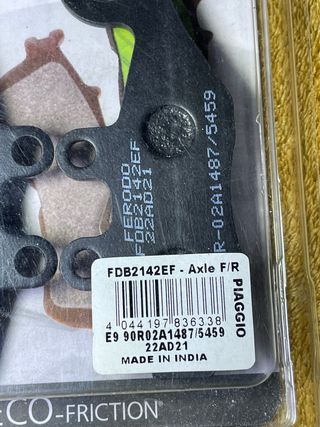 FERODO
FDB2142EF
22AD21
R-02A1487/5459
FDB2142EF - Axle F/R
PIAGGIO
4 044197 836338
E9 90R02A1487/5459
22AD21
MADE IN INDIA
ECO-FRICTION®